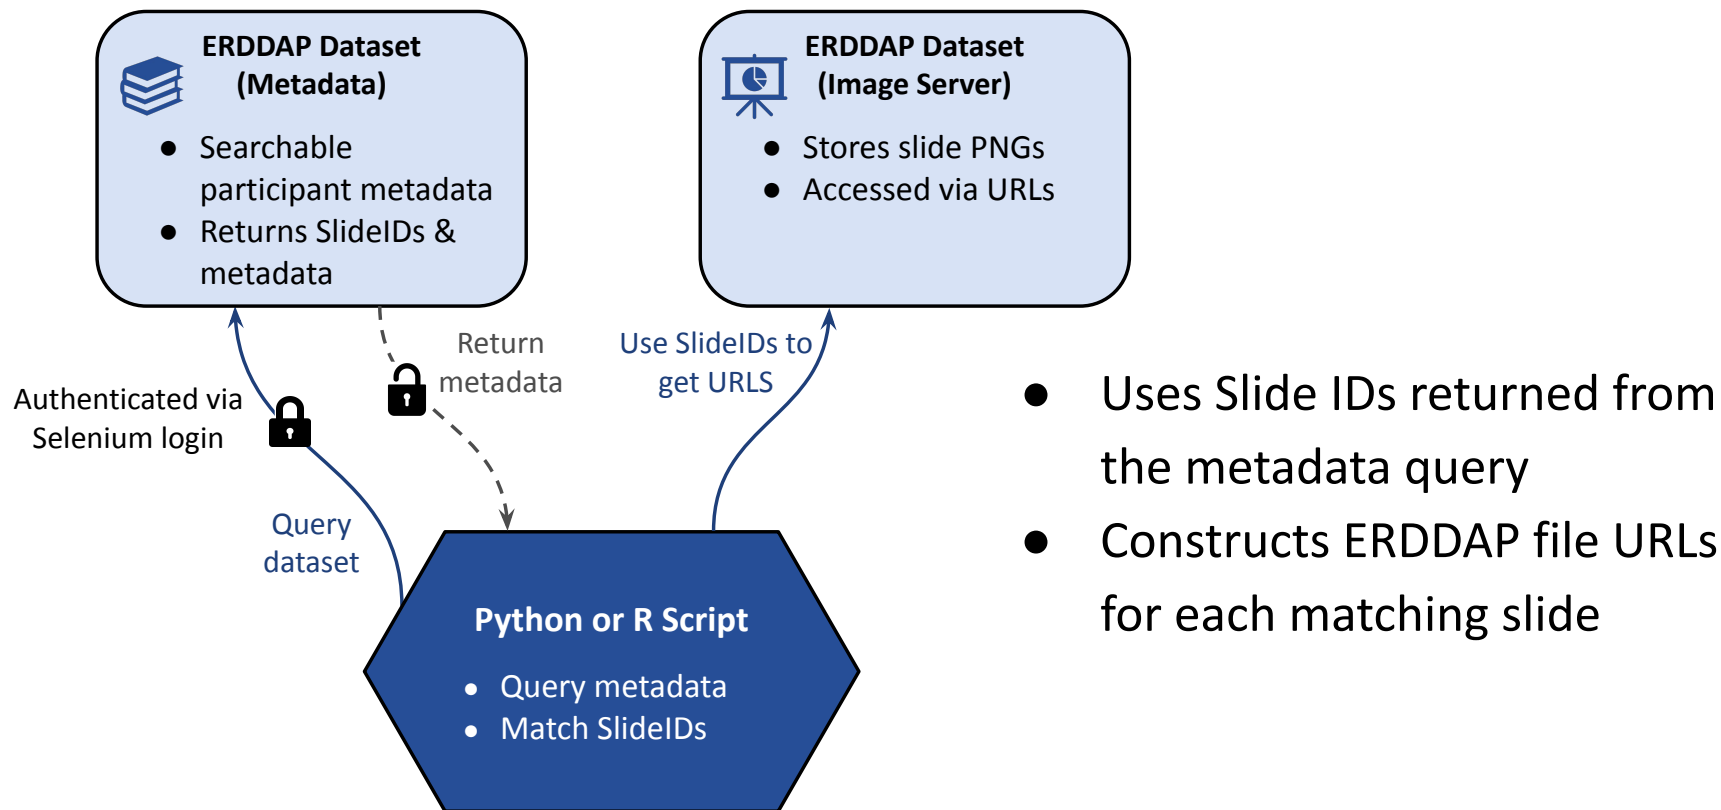 ERDDAP Dataset
(Metadata)
● Searchable
participant metadata
● Returns SlideIDs &
metadata
ERDDAP Dataset
(Image Server)
● Stores slide PNGs
● Accessed via URLs
Authenticated via
Selenium login
Return
metadata
Use SlideIDs to
get URLS
Query
dataset
Python or R Script
● Query metadata
● Match SlideIDs
● Uses Slide IDs returned from
the metadata query
● Constructs ERDDAP file URLs
for each matching slide